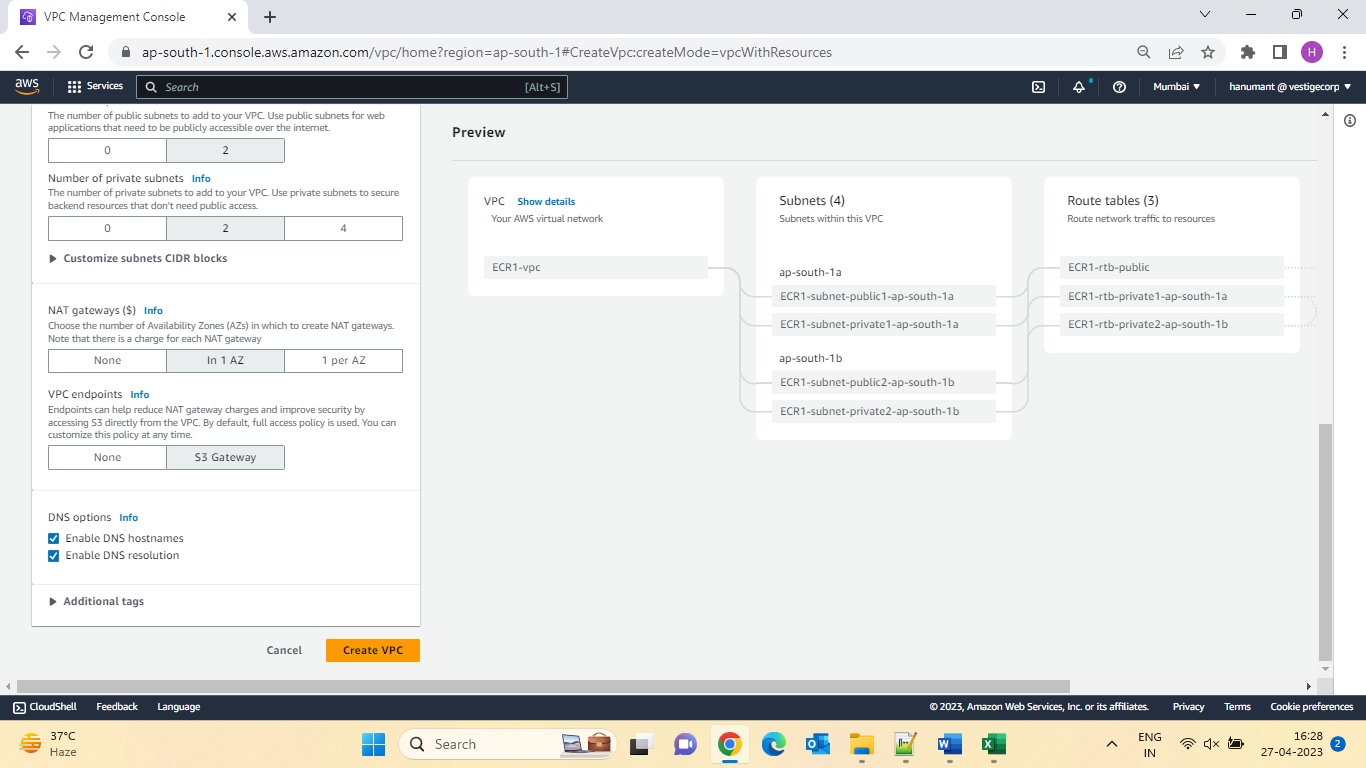 VPC Management Console
ap-south-1.console.aws.amazon.com/vpc/home?region=ap-south-1#CreateVpc:createMode=vpcWithResources
H
aws
Services
Search
[Alt+S]
Mumbai
hanumant @ vestigecorp
The number of public subnets to add to your VPC. Use public subnets for web
applications that need to be publicly accessible over the internet.
0
2
Number of private subnets Info
The number of private subnets to add to your VPC. Use private subnets to secure
backend resources that don't need public access.
0
2
4
Customize subnets CIDR blocks
NAT gateways ($) Info
Choose the number of Availability Zones (AZs) in which to create NAT gateways.
Note that there is a charge for each NAT gateway
None
In 1 AZ
1 per AZ
VPC endpoints Info
Endpoints can help reduce NAT gateway charges and improve security by
accessing S3 directly from the VPC. By default, full access policy is used. You can
customize this policy at any time.
None
S3 Gateway
DNS options Info
Enable DNS hostnames
Enable DNS resolution
Additional tags
Cancel
Create VPC
Preview
VPC Show details
Your AWS virtual network
ECR1-vpc
Subnets (4)
Subnets within this VPC
ap-south-1a
ECR1-subnet-public1-ap-south-1a
ECR1-subnet-private1-ap-south-1a
ap-south-1b
ECR1-subnet-public2-ap-south-1b
ECR1-subnet-private2-ap-south-1b
Route tables (3)
Route network traffic to resources
ECR1-rtb-public
ECR1-rtb-private1-ap-south-1a
ECR1-rtb-private2-ap-south-1b
CloudShell
Feedback
Language
© 2023, Amazon Web Services, Inc. or its affiliates.
Privacy
Terms
Cookie preferences
37°C
Haze
Search
ENG
IN
16:28
27-04-2023
2